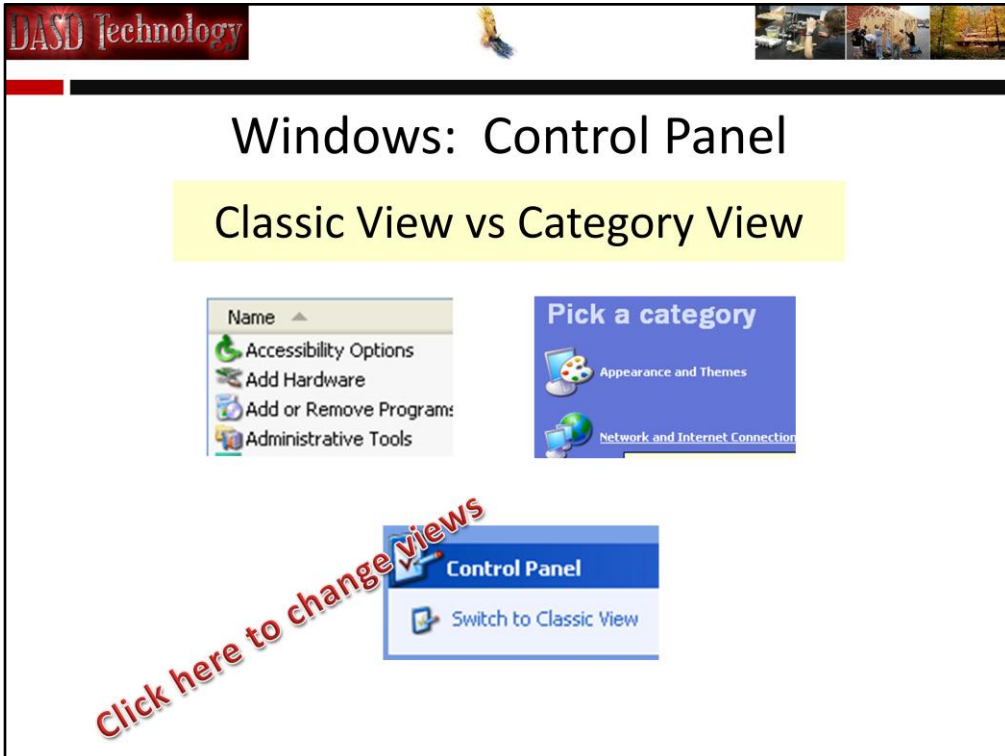 DASD Technology
Windows: Control Panel
Classic View vs Category View
Name
Accessibility Options
Add Hardware
Add or Remove Programs
Administrative Tools
Pick a category
Appearance and Themes
Network and Internet Connection
Click here to change views
Control Panel
Switch to Classic View